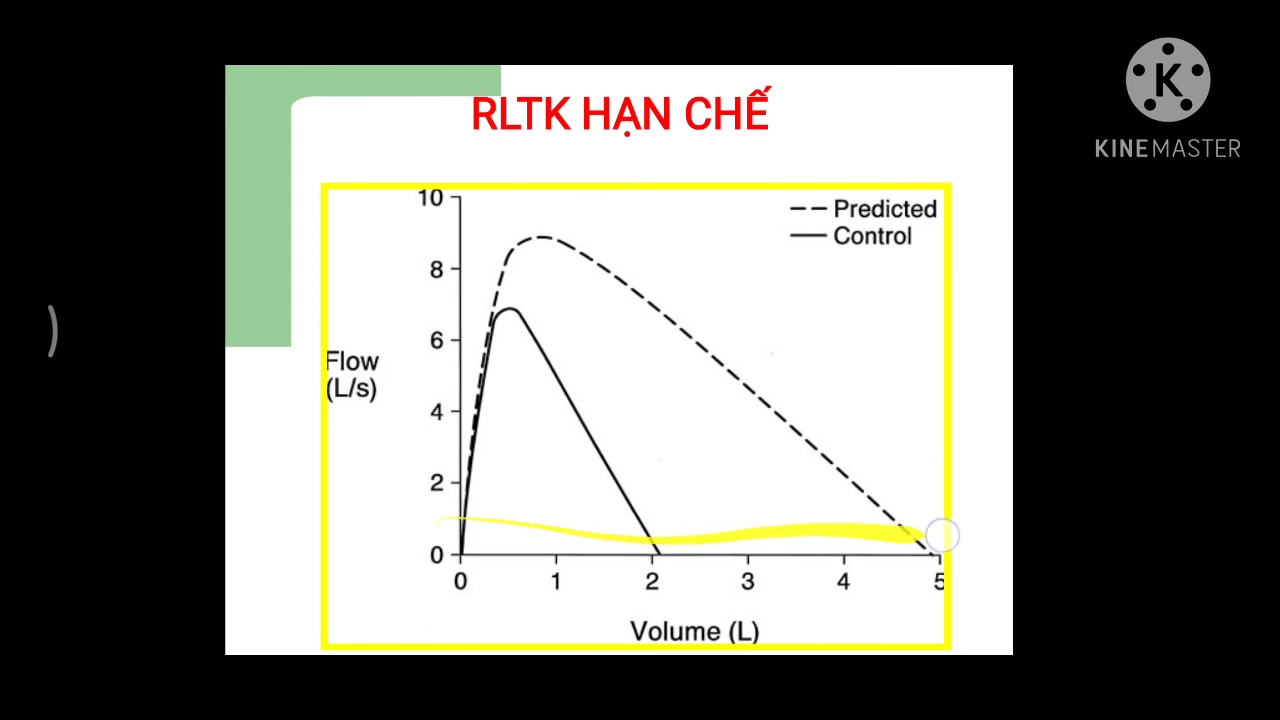 RLTK HẠN CHẾ
K
KINEMASTER
10
Predicted
Control
8
6
Flow
(L/s)
4
2
0
0 1 2 3 4 5
Volume (L)